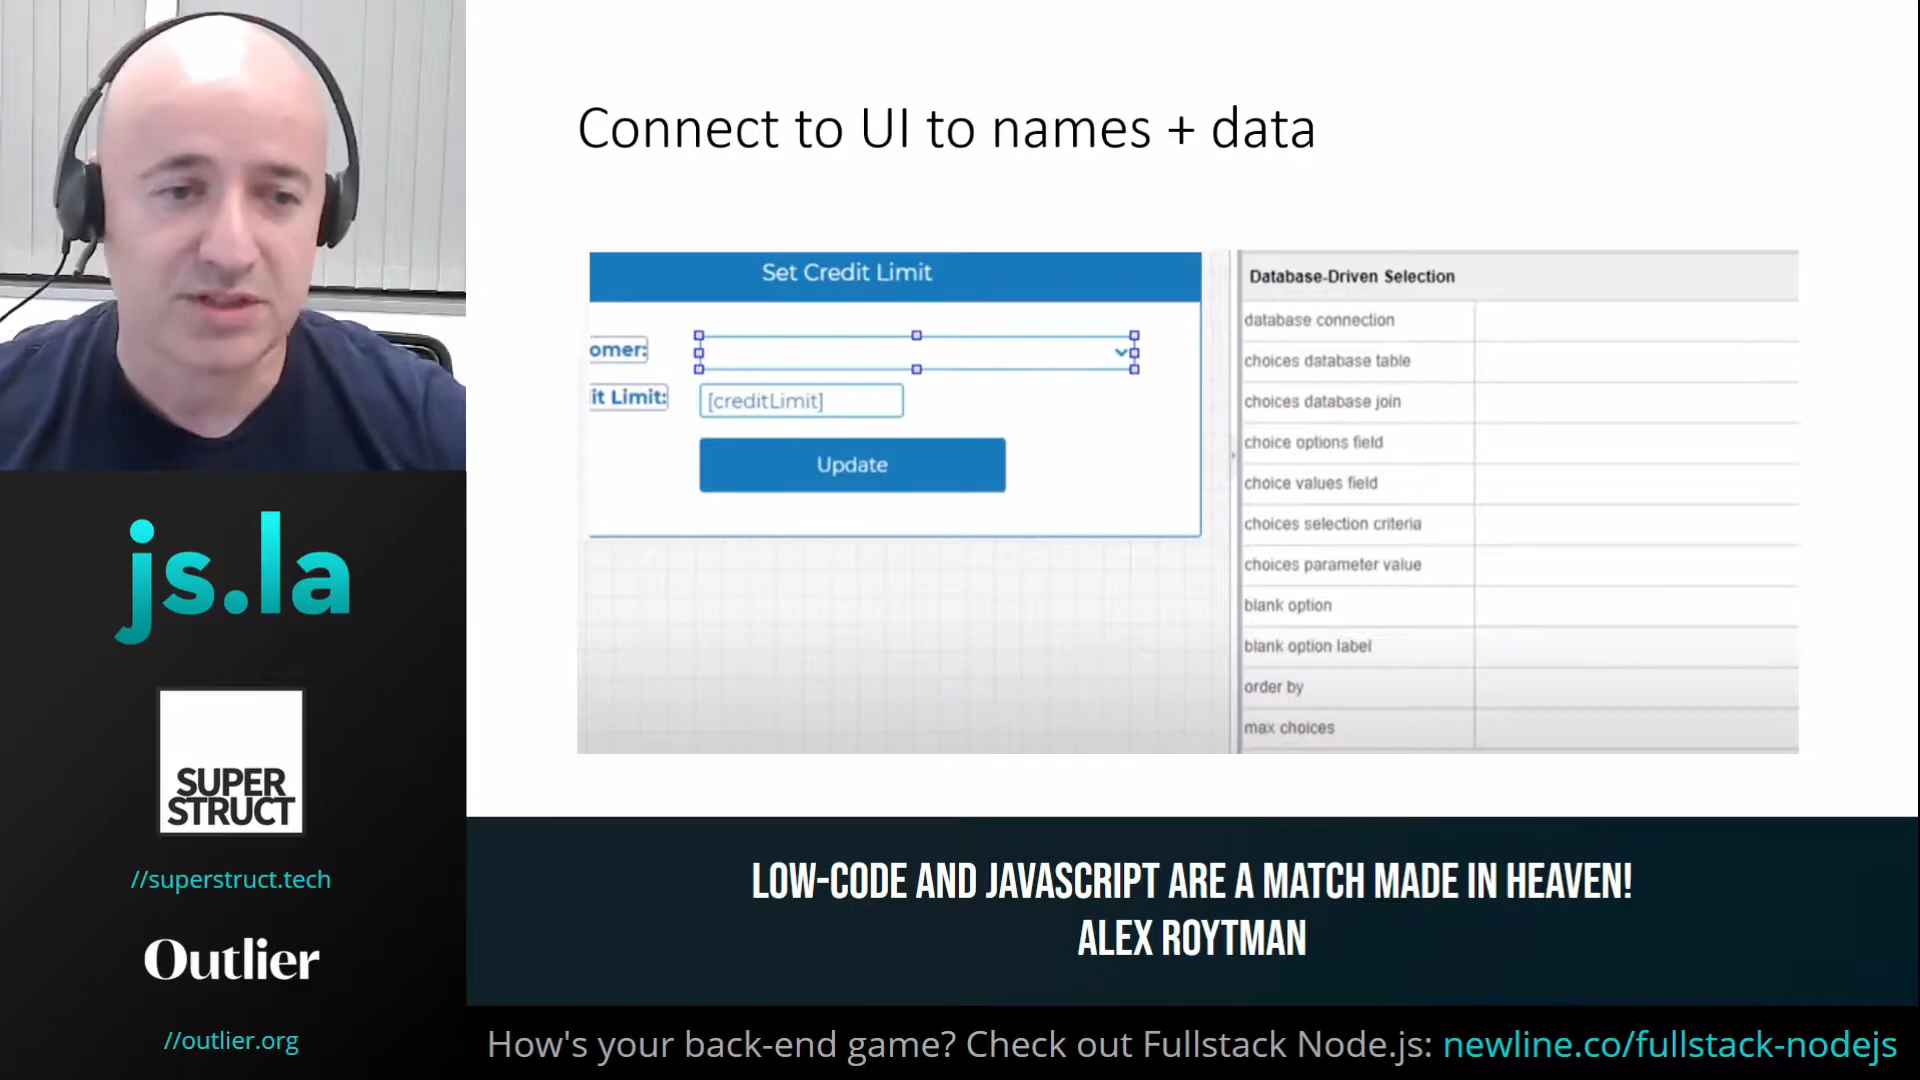 Connect to UI to names + data
Set Credit Limit
omer:
it Limit:
[creditLimit]
Update
Database-Driven Selection
database connection
choices database table
choices database join
choice options field
choice values field
choices selection criteria
choices parameter value
blank option
blank option label
order by
max choices
js.la
SUPER
STRUCT
//superstruct.tech
Outlier
//outlier.org
LOW-CODE AND JAVASCRIPT ARE A MATCH MADE IN HEAVEN!
ALEX ROYTMAN
How's your back-end game? Check out Fullstack Node.js: newline.co/fullstack-nodejs